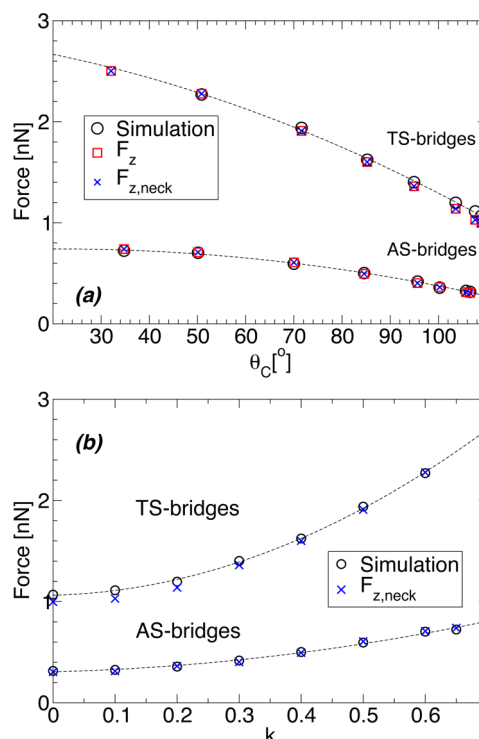 3
2
1
0
Force [nN]
Simulation
F_z
F_z,neck
TS-bridges
AS-bridges
(a)
30 40 50 60 70 80 90 100
θ_C[°]
3
2
1
0
Force [nN]
(b)
TS-bridges
Simulation
F_z,neck
AS-bridges
0 0.1 0.2 0.3 0.4 0.5 0.6
k